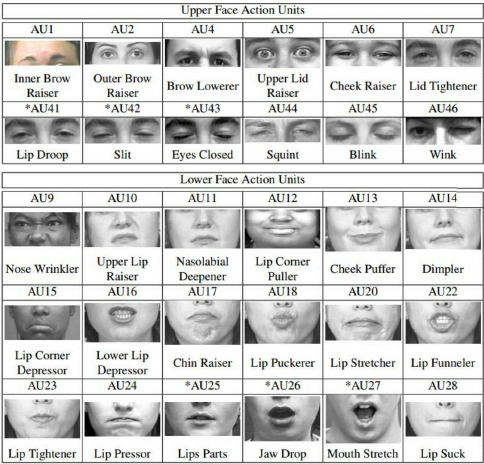 Upper Face Action Units
AU1 AU2 AU4 AU5 AU6 AU7
Inner Brow Raiser Outer Brow Raiser Brow Lowerer Upper Lid Raiser Cheek Raiser Lid Tightener
*AU41 *AU42 *AU43 AU44 AU45 AU46
Lip Droop Slit Eyes Closed Squint Blink Wink
Lower Face Action Units
AU9 AU10 AU11 AU12 AU13 AU14
Nose Wrinkler Upper Lip Raiser Nasolabial Deepener Lip Corner Puller Cheek Puffer Dimpler
AU15 AU16 AU17 AU18 AU20 AU22
Lip Corner Depressor Lower Lip Depressor Chin Raiser Lip Puckerer Lip Stretcher Lip Funneler
AU23 AU24 *AU25 *AU26 *AU27 AU28
Lip Tightener Lip Pressor Lips Parts Jaw Drop Mouth Stretch Lip Suck